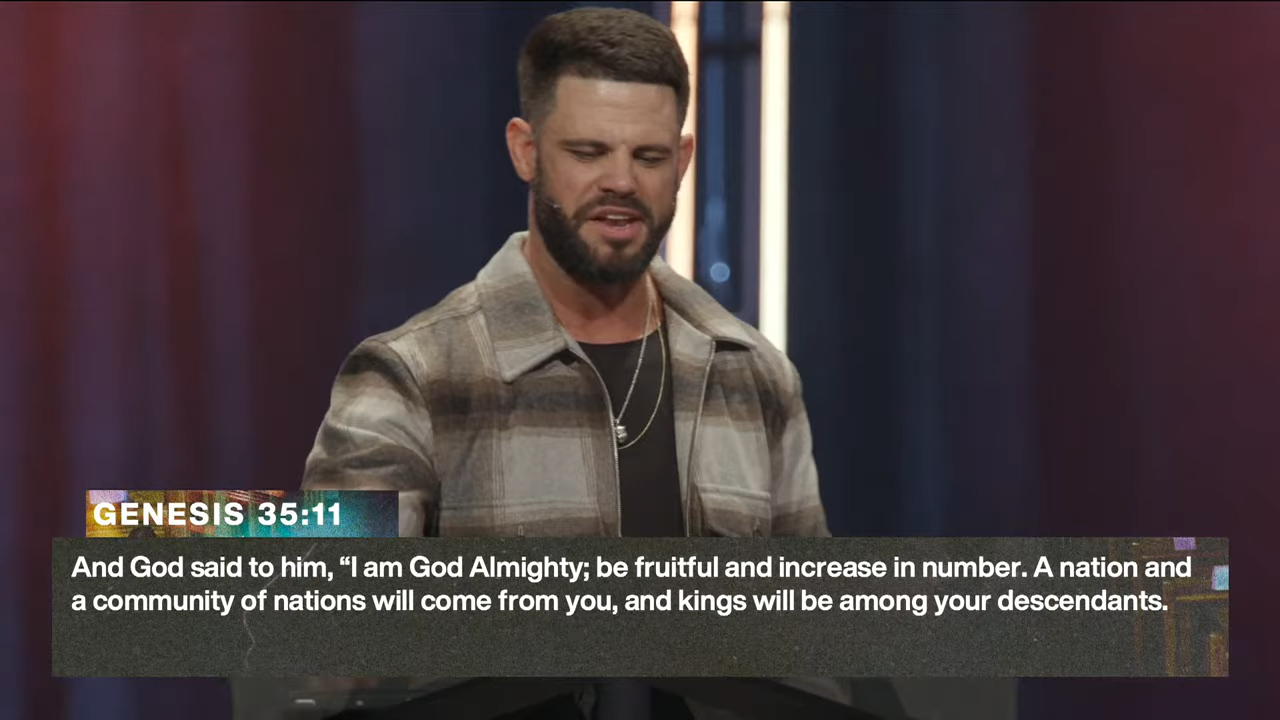 GENESIS 35:11
And God said to him, “I am God Almighty; be fruitful and increase in number. A nation and
a community of nations will come from you, and kings will be among your descendants.